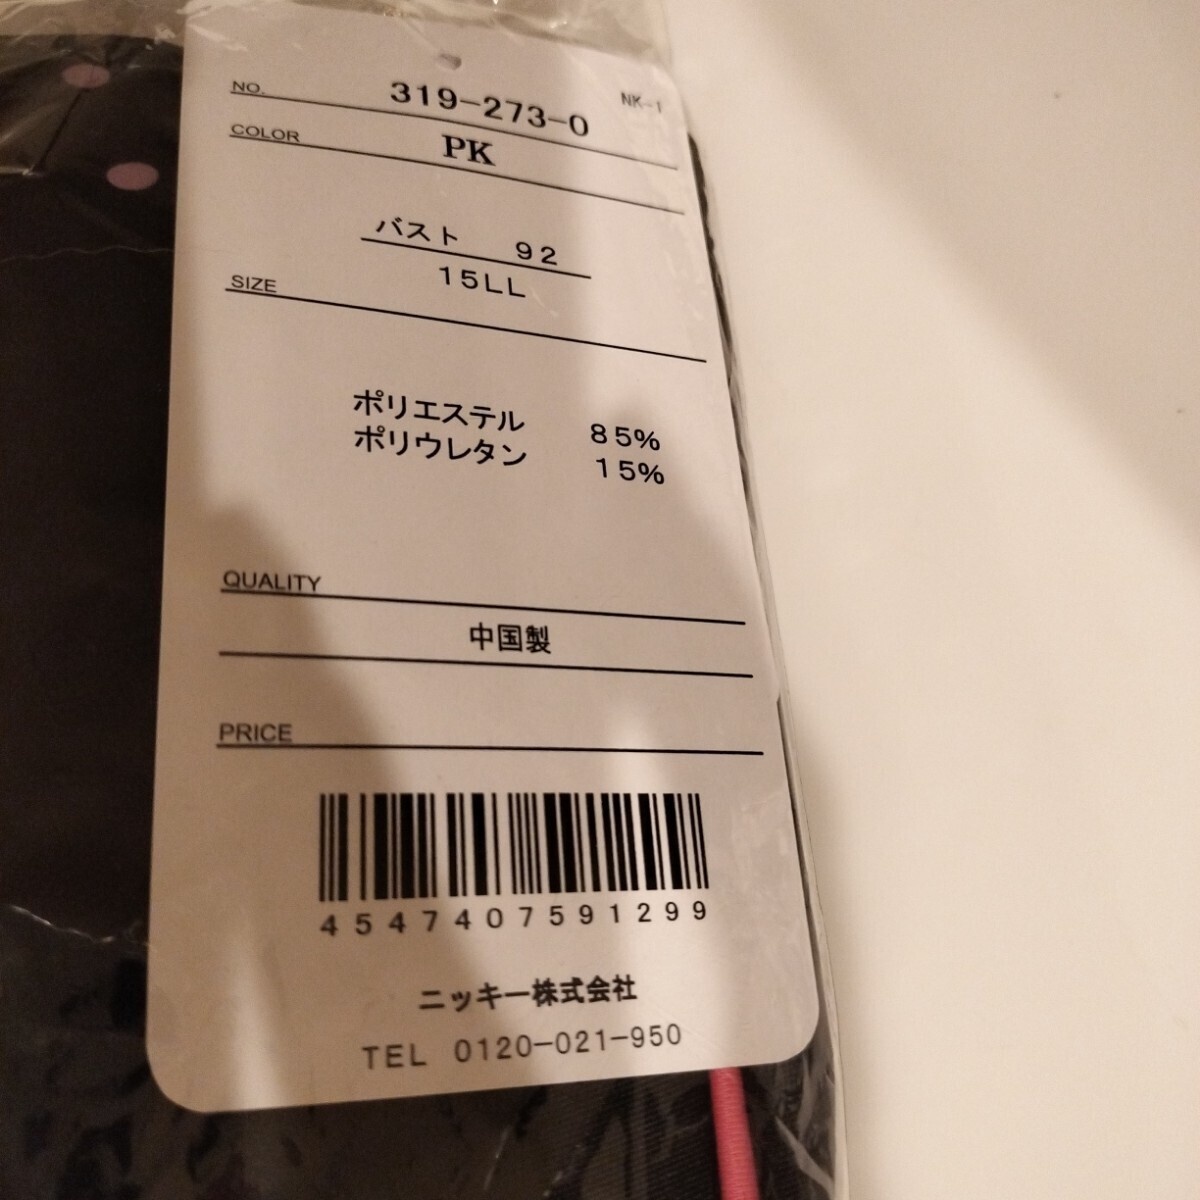 NO. 319-273-0 NK-1
COLOR PK
バスト 92
15LL
SIZE
ポリエステル 85%
ポリウレタン 15%
QUALITY
中国製
PRICE
4547407591299
ニッキー株式会社
TEL 0120-021-950